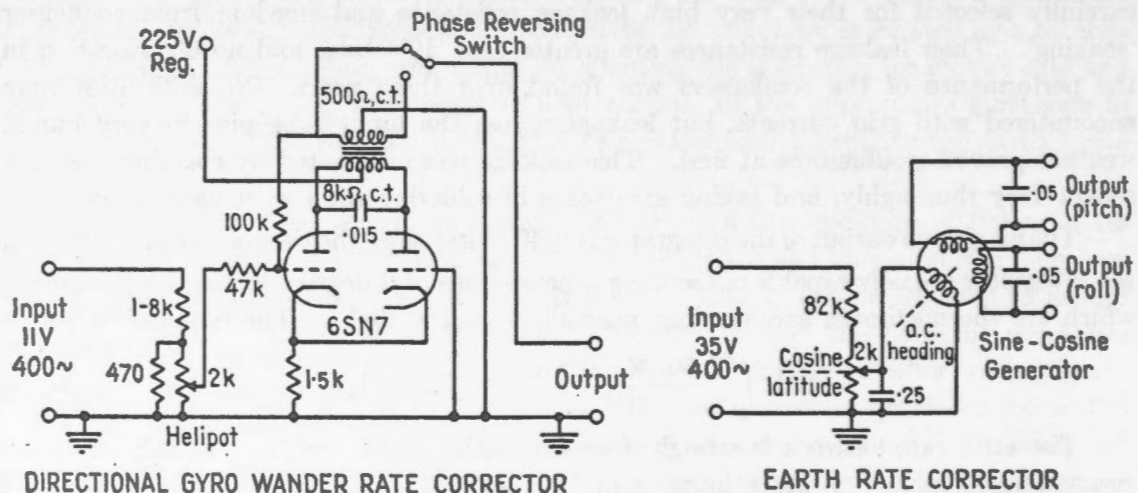 225V
Reg.
Phase Reversing
Switch
500Ω, c.t.
8kΩ c.t.
·015
100k
47k
6SN7
Input
11V
400~
1·8k
470
2k
Helipot
1·5k
Output
DIRECTIONAL GYRO WANDER RATE CORRECTOR
·05
Output
(pitch)
·05
Output
(roll)
82k
Input
35V
400~
a.c.
heading
Cosine
latitude
2k
·25
Sine-Cosine
Generator
EARTH RATE CORRECTOR